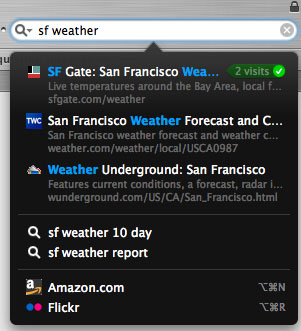 sf weather
SF Gate: San Francisco Wea... 2 visits
Live temperatures around the Bay Area, local f...
sfgate.com/weather
TWC
San Francisco Weather Forecast and C...
San Francisco weather forecast and weather c...
weather.com/weather/local/USCA0987
Weather Underground: San Francisco
Features current conditions, a forecast, radar i...
wunderground.com/US/CA/San_Francisco.html
sf weather 10 day
sf weather report
Amazon.com ⌥⌘N
Flickr ⌥⌘R